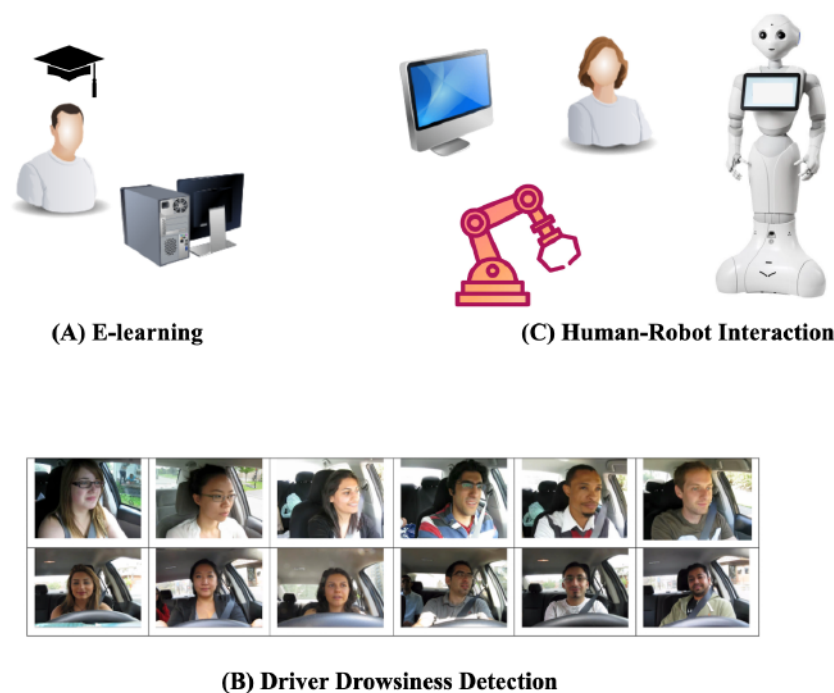 (A) E-learning
(C) Human-Robot Interaction
(B) Driver Drowsiness Detection